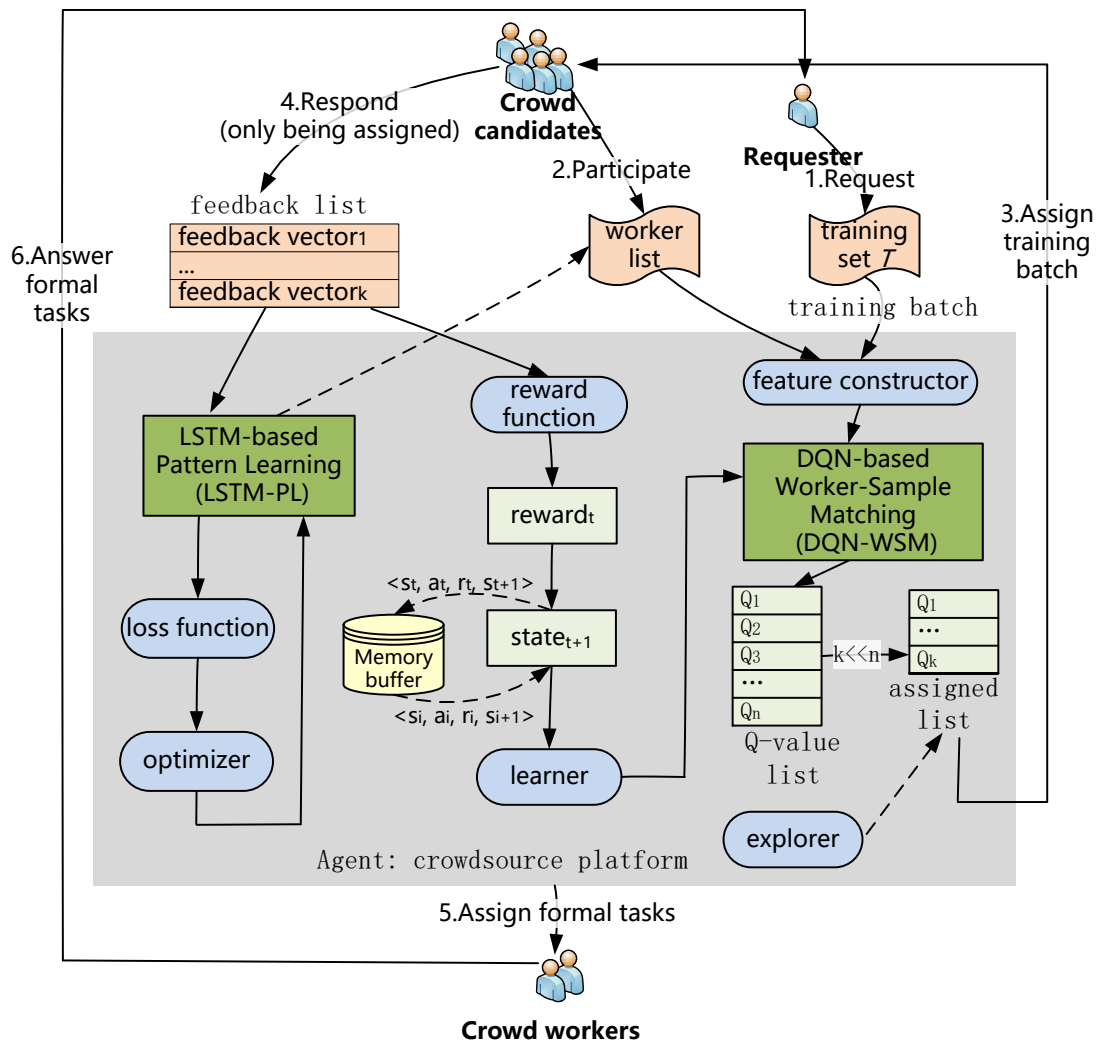 Crowd
candidates
Requester
4.Respond
(only being assigned)
2.Participate
1.Request
3.Assign
training
batch
6.Answer
formal
tasks
feedback list
feedback vector1
...
feedback vectork
worker
list
training
set T
training batch
reward
function
feature constructor
LSTM-based
Pattern Learning
(LSTM-PL)
DQN-based
Worker-Sample
Matching
(DQN-WSM)
rewardt
<st, at, rt, st+1>
statet+1
Memory
buffer
<si, ai, ri, si+1>
loss function
optimizer
learner
Q1
Q2
Q3
...
Qn
Q-value
list
k<<n
Q1
...
Qk
assigned
list
explorer
Agent: crowdsource platform
5.Assign formal tasks
Crowd workers